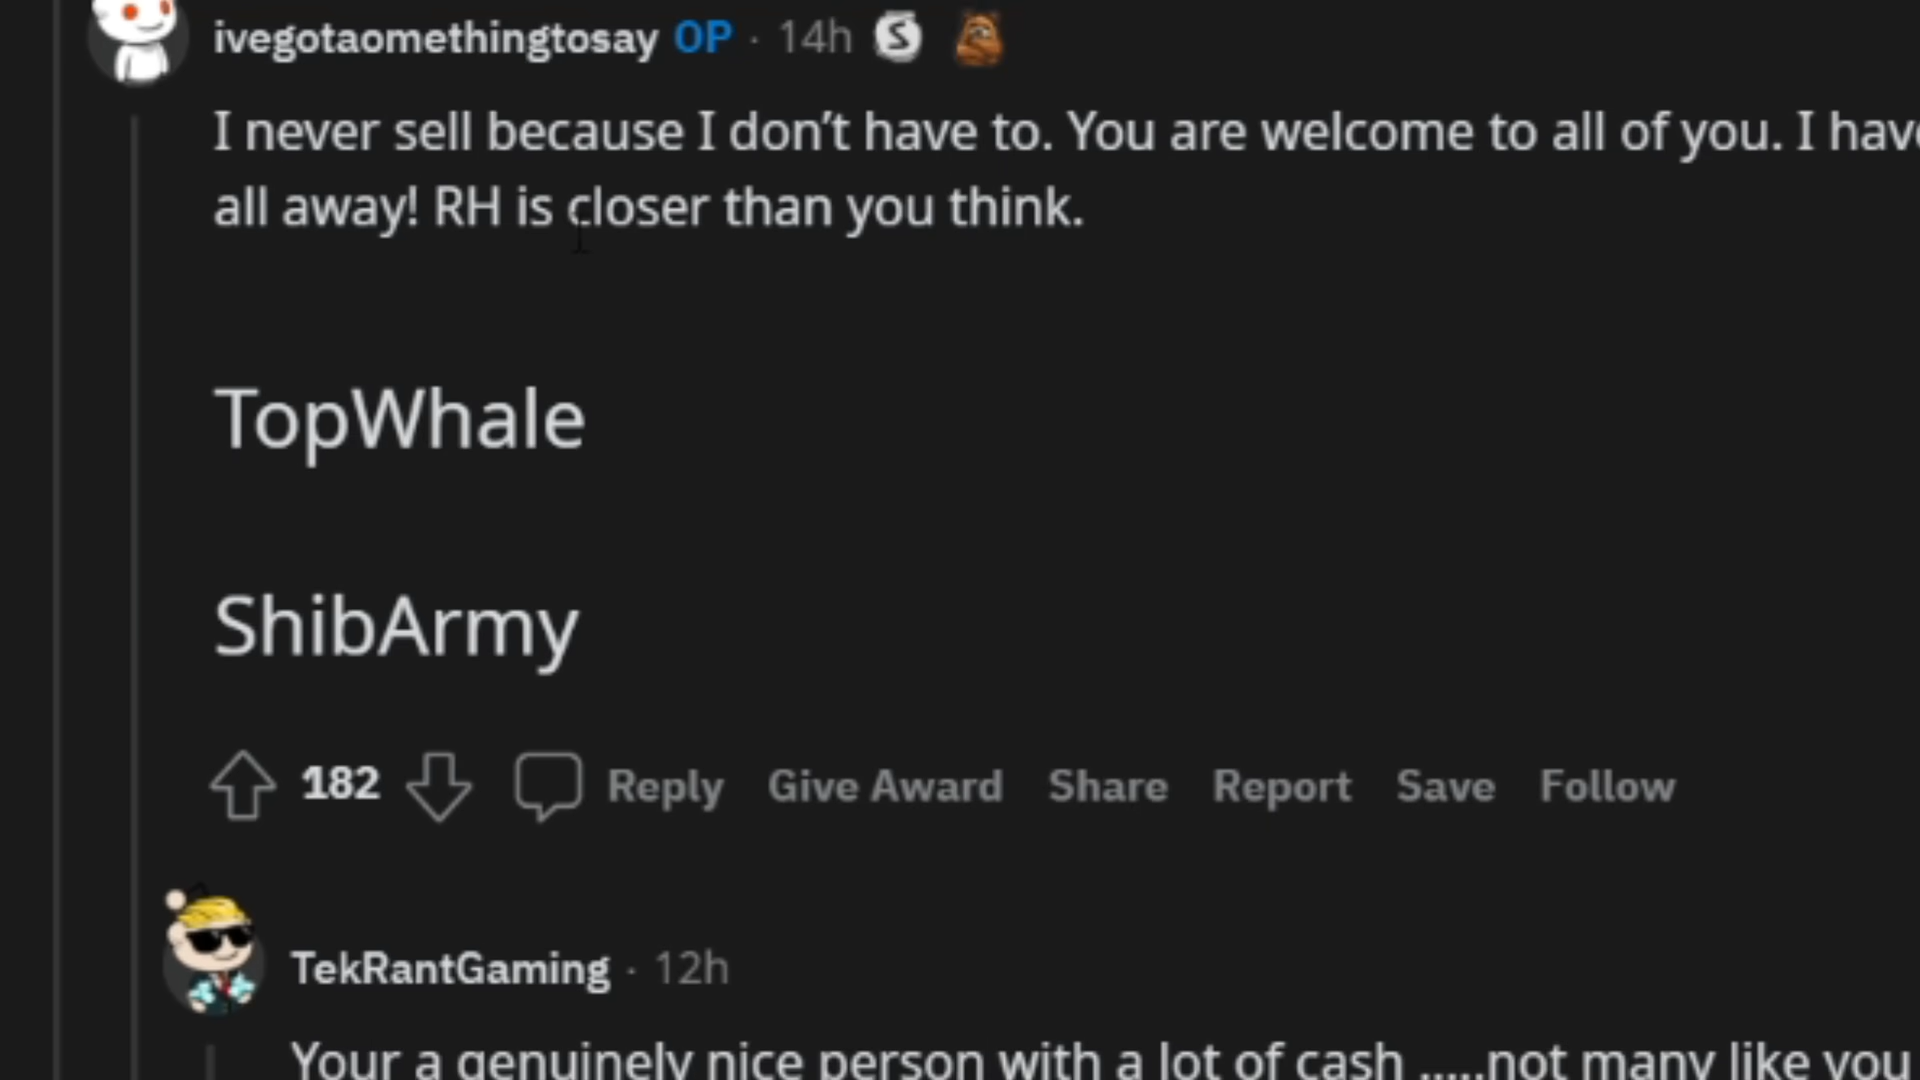 ivegotaomethingtosay OP · 14h
I never sell because I don’t have to. You are welcome to all of you. I have
all away! RH is closer than you think.
TopWhale
ShibArmy
182 Reply Give Award Share Report Save Follow
TekRantGaming · 12h
Your a genuinely nice person with a lot of cash .....not many like you